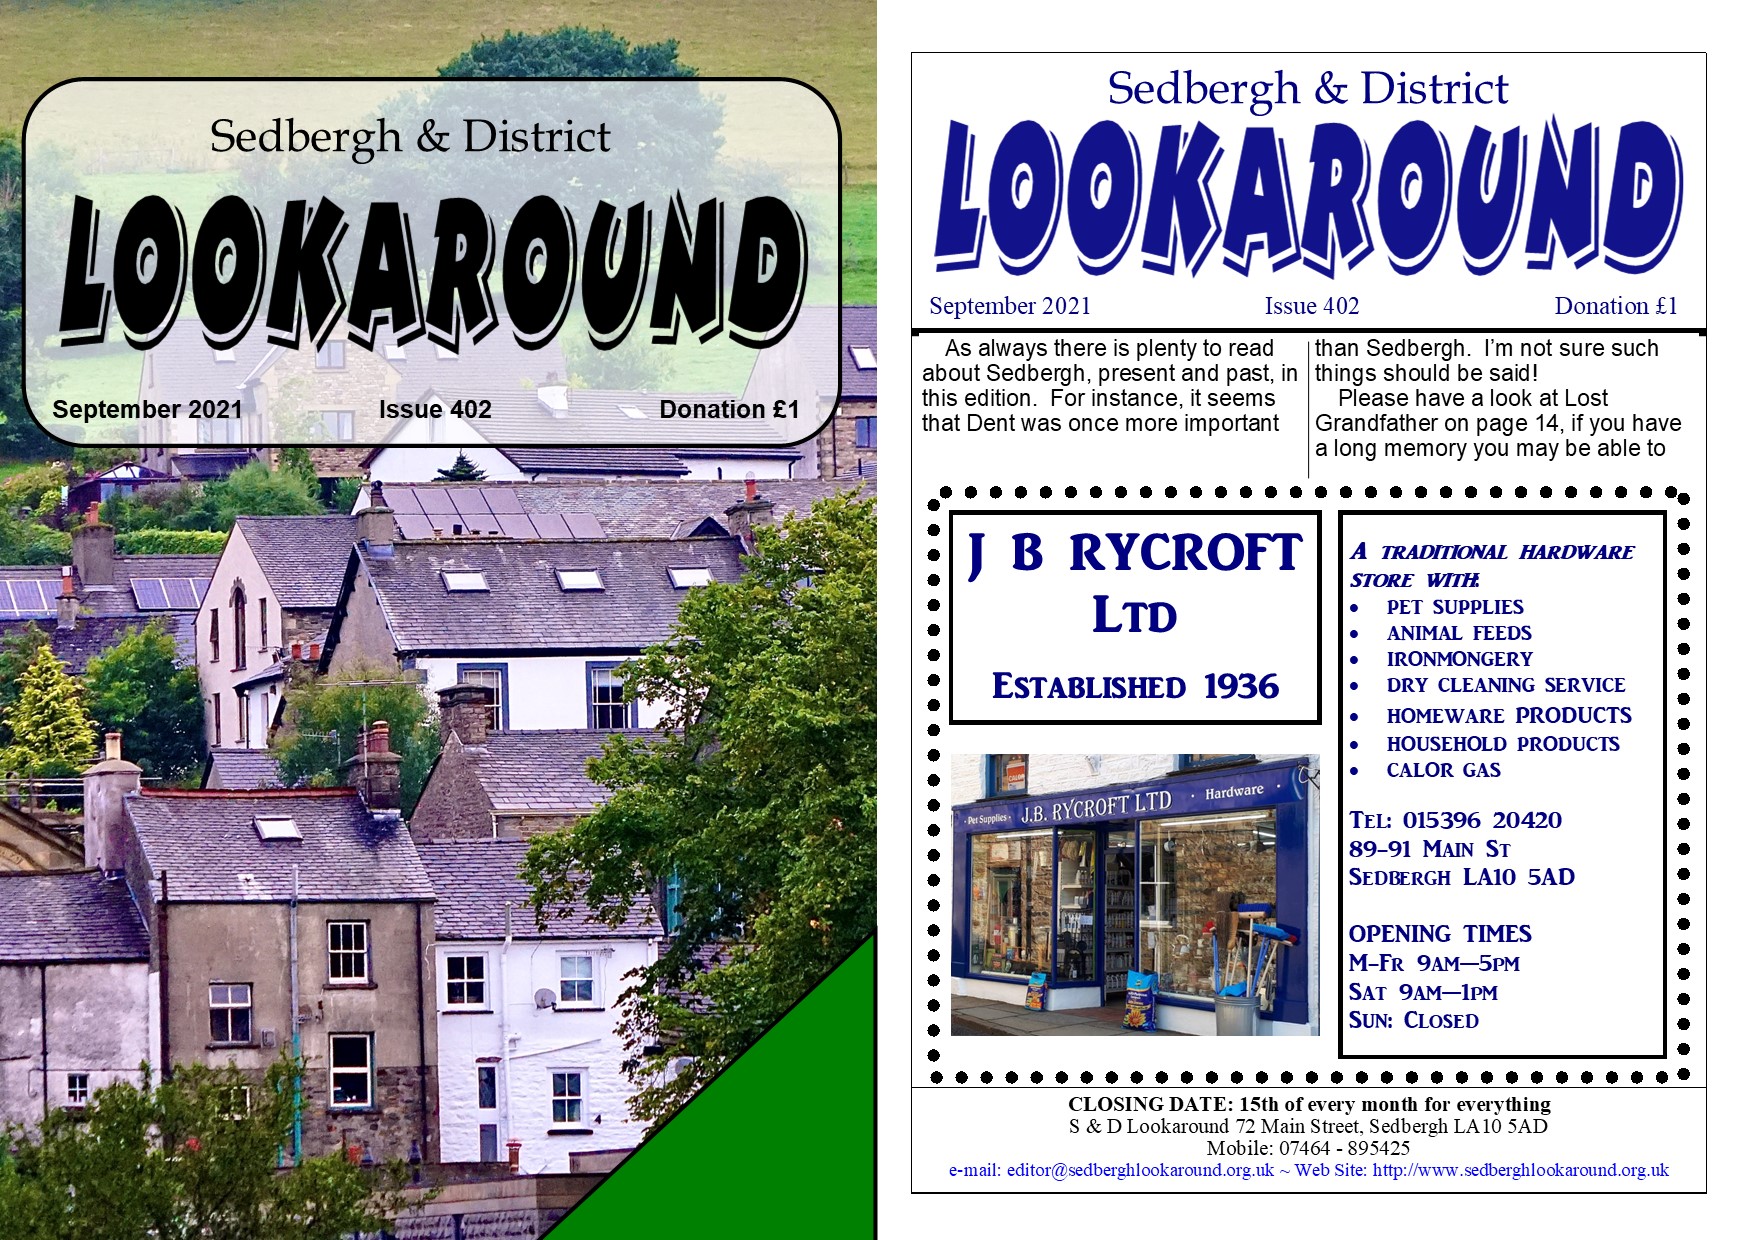 Sedbergh & District
LOOKAROUND
September 2021 Issue 402 Donation £1
Sedbergh & District
LOOKAROUND
September 2021 Issue 402 Donation £1
As always there is plenty to read
about Sedbergh, present and past, in
this edition. For instance, it seems
that Dent was once more important
than Sedbergh. I'm not sure such
things should be said!
Please have a look at Lost
Grandfather on page 14, if you have
a long memory you may be able to
J B RYCROFT
LTD
ESTABLISHED 1936
· Pet Supplies · J.B. RYCROFT LTD · Hardware ·
A TRADITIONAL HARDWARE
STORE WITH:
• PET SUPPLIES
• ANIMAL FEEDS
• IRONMONGERY
• DRY CLEANING SERVICE
• HOMEWARE PRODUCTS
• HOUSEHOLD PRODUCTS
• CALOR GAS
TEL: 015396 20420
89-91 MAIN ST
SEDBERGH LA10 5AD
OPENING TIMES
M-FR 9AM—5PM
SAT 9AM—1PM
SUN: CLOSED
CLOSING DATE: 15th of every month for everything
S & D Lookaround 72 Main Street, Sedbergh LA10 5AD
Mobile: 07464 - 895425
e-mail: editor@sedberghlookaround.org.uk ~ Web Site: http://www.sedberghlookaround.org.uk